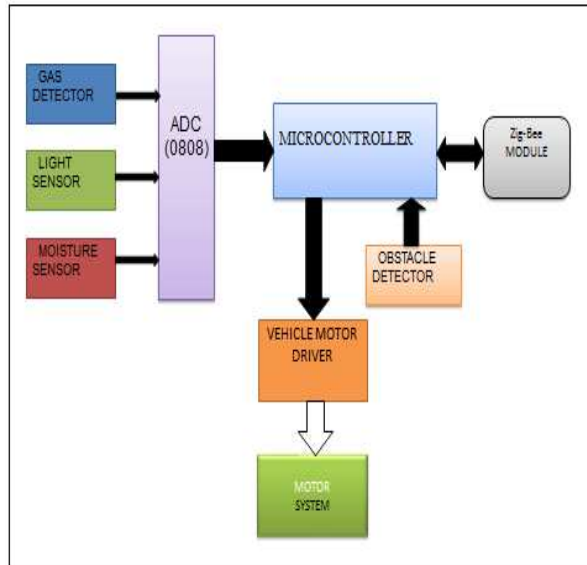 GAS
DETECTOR
LIGHT
SENSOR
MOISTURE
SENSOR
ADC
(0808)
MICROCONTROLLER
Zig-Bee
MODULE
OBSTACLE
DETECTOR
VEHICLE MOTOR
DRIVER
MOTOR
SYSTEM